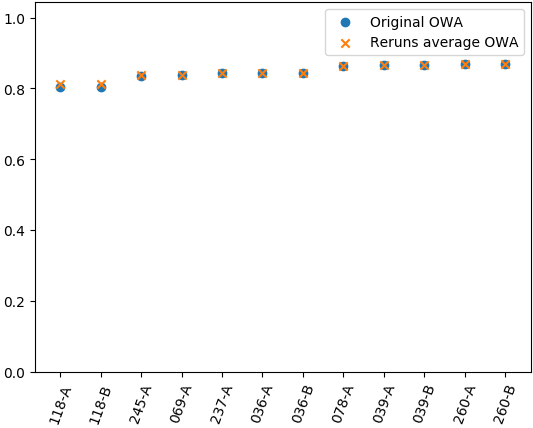 1.0
0.8
0.6
0.4
0.2
0.0
Original OWA
Reruns average OWA
118-A
118-B
245-A
069-A
237-A
036-A
036-B
078-A
039-A
039-B
260-A
260-B